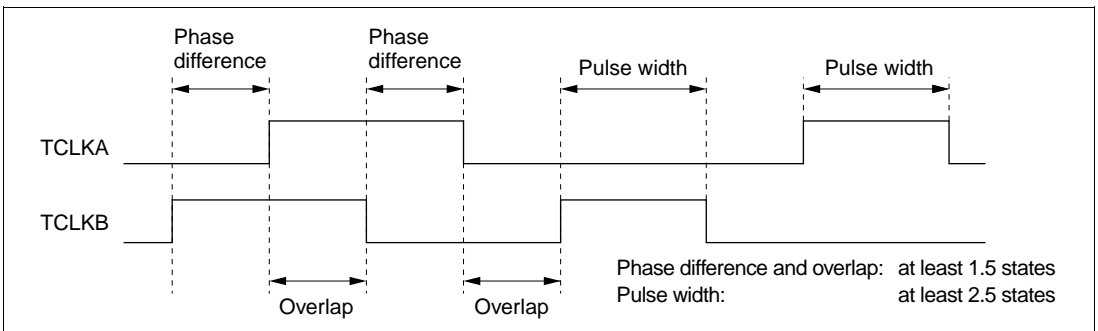 Phase
difference
Phase
difference
Pulse width
Pulse width
TCLKA
TCLKB
Overlap
Overlap
Phase difference and overlap: at least 1.5 states
Pulse width: at least 2.5 states